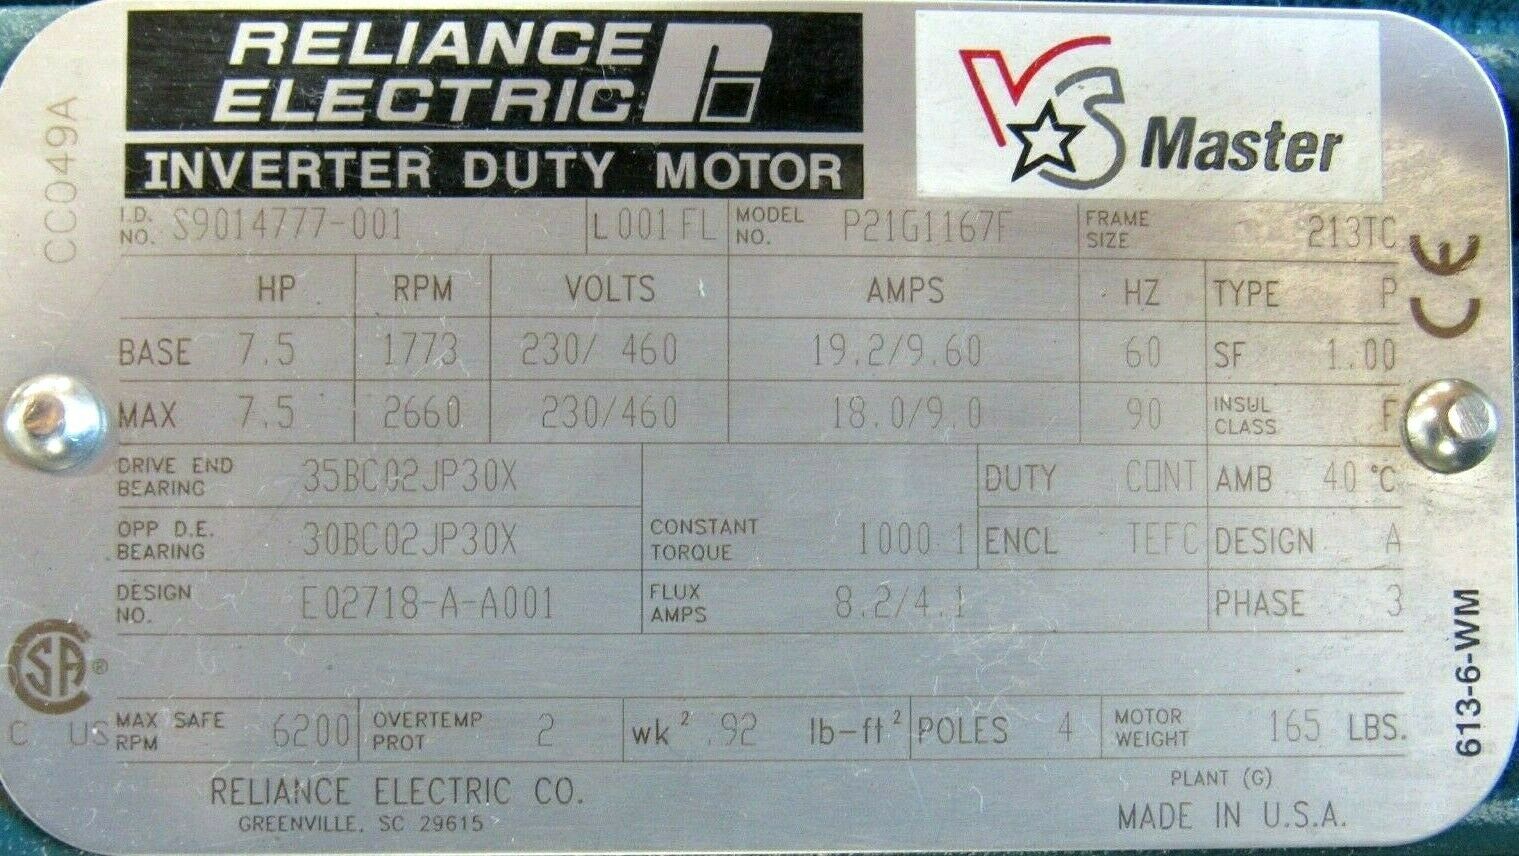 RELIANCE
ELECTRIC
VS Master
INVERTER DUTY MOTOR
CC049A
I.D. NO. S9014777-001 L 001 FL MODEL NO. P21G1167F FRAME SIZE 213TC
HP RPM VOLTS AMPS HZ TYPE P
BASE 7.5 1773 230/ 460 19.2/9.60 60 SF 1.00
MAX 7.5 2660 230/460 18.0/9.0 90 INSUL CLASS F
DRIVE END BEARING 35BC02JP30X DUTY CONT AMB 40 °C
OPP D.E. BEARING 30BC02JP30X CONSTANT TORQUE 1000:1 ENCL TEFC DESIGN A
DESIGN NO. E02718-A-A001 FLUX AMPS 8.2/4.1 PHASE 3
CE
SA ®
C US
MAX SAFE RPM 6200 OVERTEMP PROT 2 wk² .92 lb-ft² POLES 4 MOTOR WEIGHT 165 LBS.
613-6-WM
RELIANCE ELECTRIC CO. PLANT (G)
GREENVILLE, SC 29615 MADE IN U.S.A.